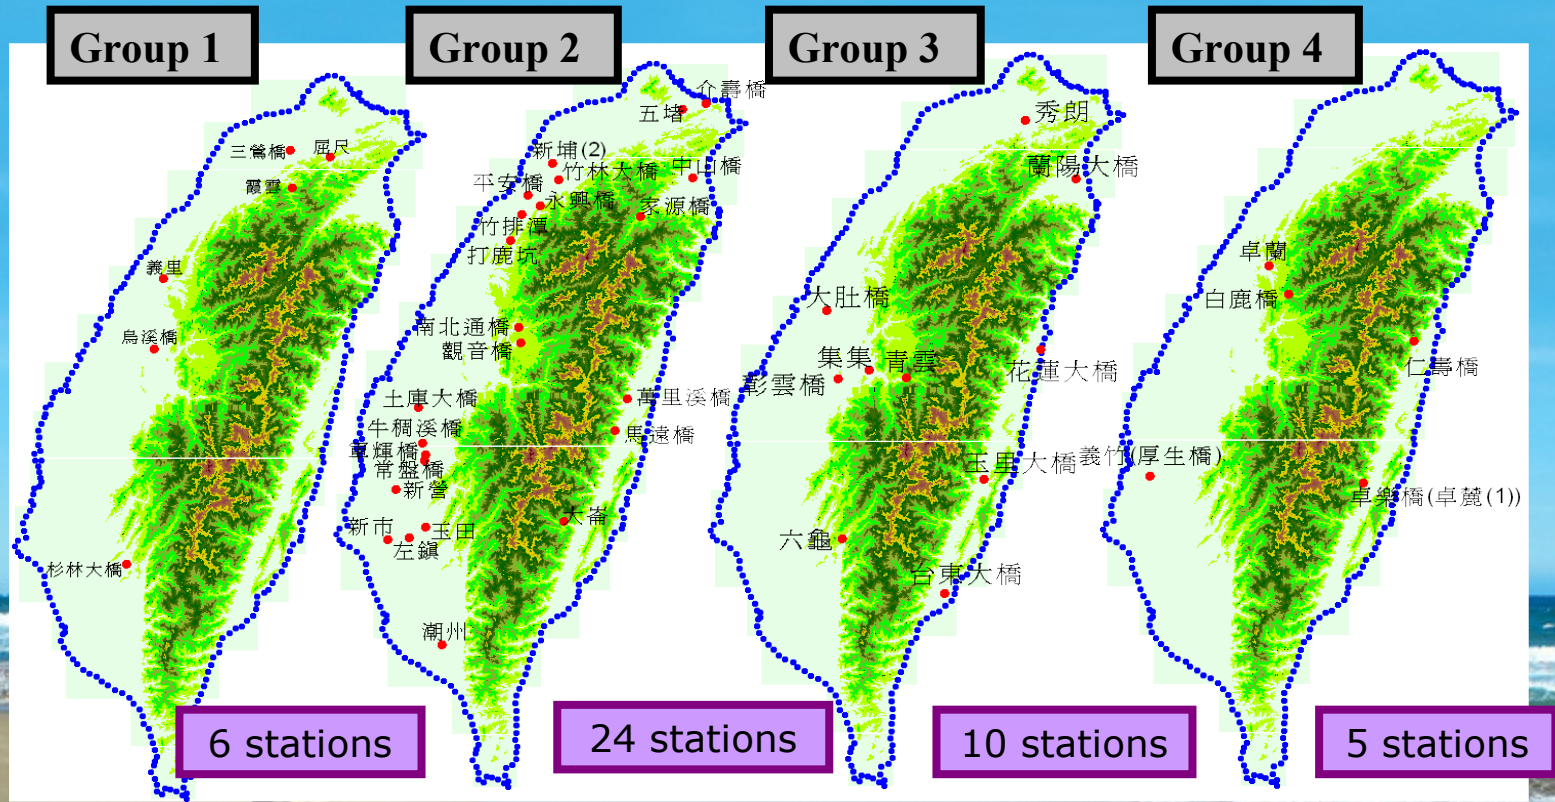 Group 1
Group 2
Group 3
Group 4
三鶯橋
屈尺
霞雲
義里
烏溪橋
杉林大橋
6 stations
介壽橋
五堵
新埔(2)
竹林大橋
中山橋
平安橋
永興橋
家源橋
竹排潭
打鹿坑
南北通橋
觀音橋
土庫大橋
萬里溪橋
牛稠溪橋
馬遠橋
軍輝橋
常盤橋
新營
大崙
新市
玉田
左鎮
潮州
24 stations
秀朗
蘭陽大橋
大肚橋
集集
青雲
花蓮大橋
彰雲橋
玉里大橋
六龜
台東大橋
10 stations
卓蘭
白鹿橋
仁壽橋
義竹(厚生橋)
卓樂橋(卓麓(1))
5 stations